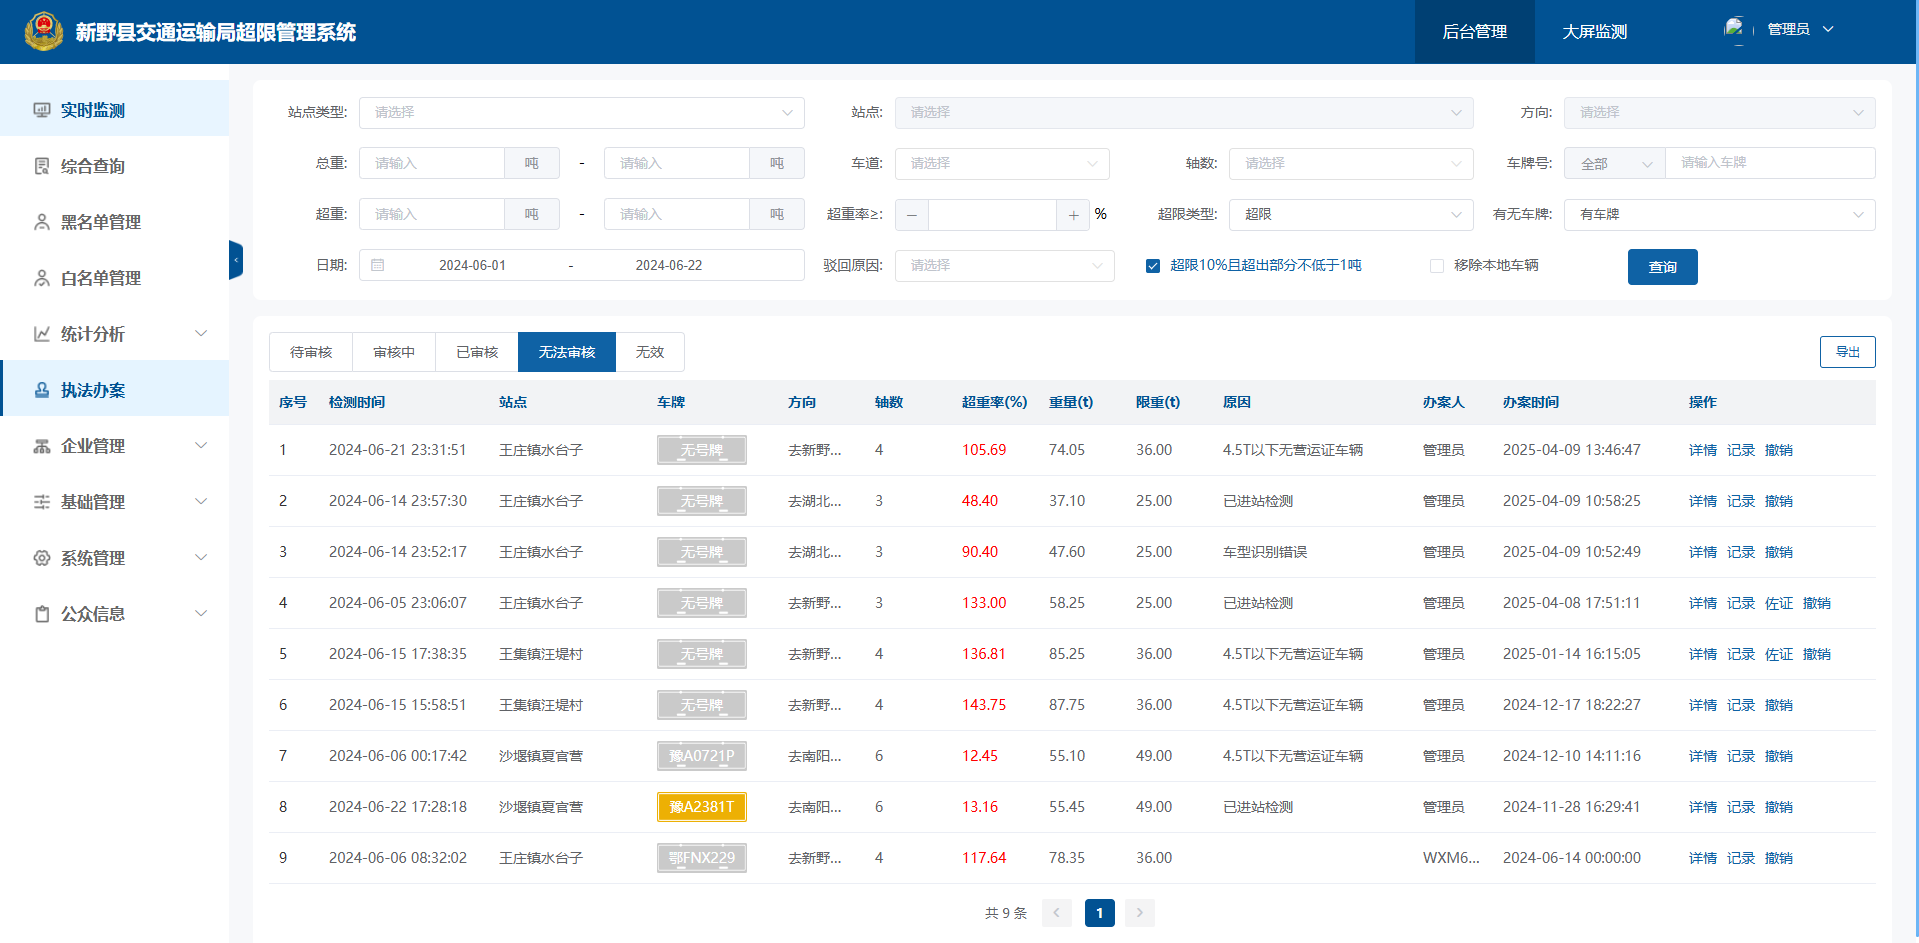 新野县交通运输局超限管理系统
后台管理 大屏监测 管理员
实时监测
综合查询
黑名单管理
白名单管理
统计分析
执法办案
企业管理
基础管理
系统管理
公众信息
站点类型: 请选择 站点: 请选择 方向: 请选择
总重: 请输入 吨 - 请输入 吨 车道: 请选择 轴数: 请选择 车牌号: 全部 请输入车牌
超重: 请输入 吨 - 请输入 吨 超重率≥: − + % 超限类型: 超限 有无车牌: 有车牌
日期: 2024-06-01 - 2024-06-22 驳回原因: 请选择 超限10%且超出部分不低于1吨 移除本地车辆 查询
待审核 审核中 已审核 无法审核 无效 导出
序号 检测时间 站点 车牌 方向 轴数 超重率(%) 重量(t) 限重(t) 原因 办案人 办案时间 操作
1 2024-06-21 23:31:51 王庄镇水台子 无号牌 去新野... 4 105.69 74.05 36.00 4.5T以下无营运证车辆 管理员 2025-04-09 13:46:47 详情 记录 撤销
2 2024-06-14 23:57:30 王庄镇水台子 无号牌 去湖北... 3 48.40 37.10 25.00 已进站检测 管理员 2025-04-09 10:58:25 详情 记录 撤销
3 2024-06-14 23:52:17 王庄镇水台子 无号牌 去湖北... 3 90.40 47.60 25.00 车型识别错误 管理员 2025-04-09 10:52:49 详情 记录 撤销
4 2024-06-05 23:06:07 王庄镇水台子 无号牌 去新野... 3 133.00 58.25 25.00 已进站检测 管理员 2025-04-08 17:51:11 详情 记录 佐证 撤销
5 2024-06-15 17:38:35 王集镇汪堤村 无号牌 去新野... 4 136.81 85.25 36.00 4.5T以下无营运证车辆 管理员 2025-01-14 16:15:05 详情 记录 佐证 撤销
6 2024-06-15 15:58:51 王集镇汪堤村 无号牌 去新野... 4 143.75 87.75 36.00 4.5T以下无营运证车辆 管理员 2024-12-17 18:22:27 详情 记录 撤销
7 2024-06-06 00:17:42 沙堰镇夏官营 豫A0721P 去南阳... 6 12.45 55.10 49.00 4.5T以下无营运证车辆 管理员 2024-12-10 14:11:16 详情 记录 撤销
8 2024-06-22 17:28:18 沙堰镇夏官营 豫A2381T 去南阳... 6 13.16 55.45 49.00 已进站检测 管理员 2024-11-28 16:29:41 详情 记录 撤销
9 2024-06-06 08:32:02 王庄镇水台子 鄂FNX229 去新野... 4 117.64 78.35 36.00 WXM6... 2024-06-14 00:00:00 详情 记录 撤销
共 9 条 1